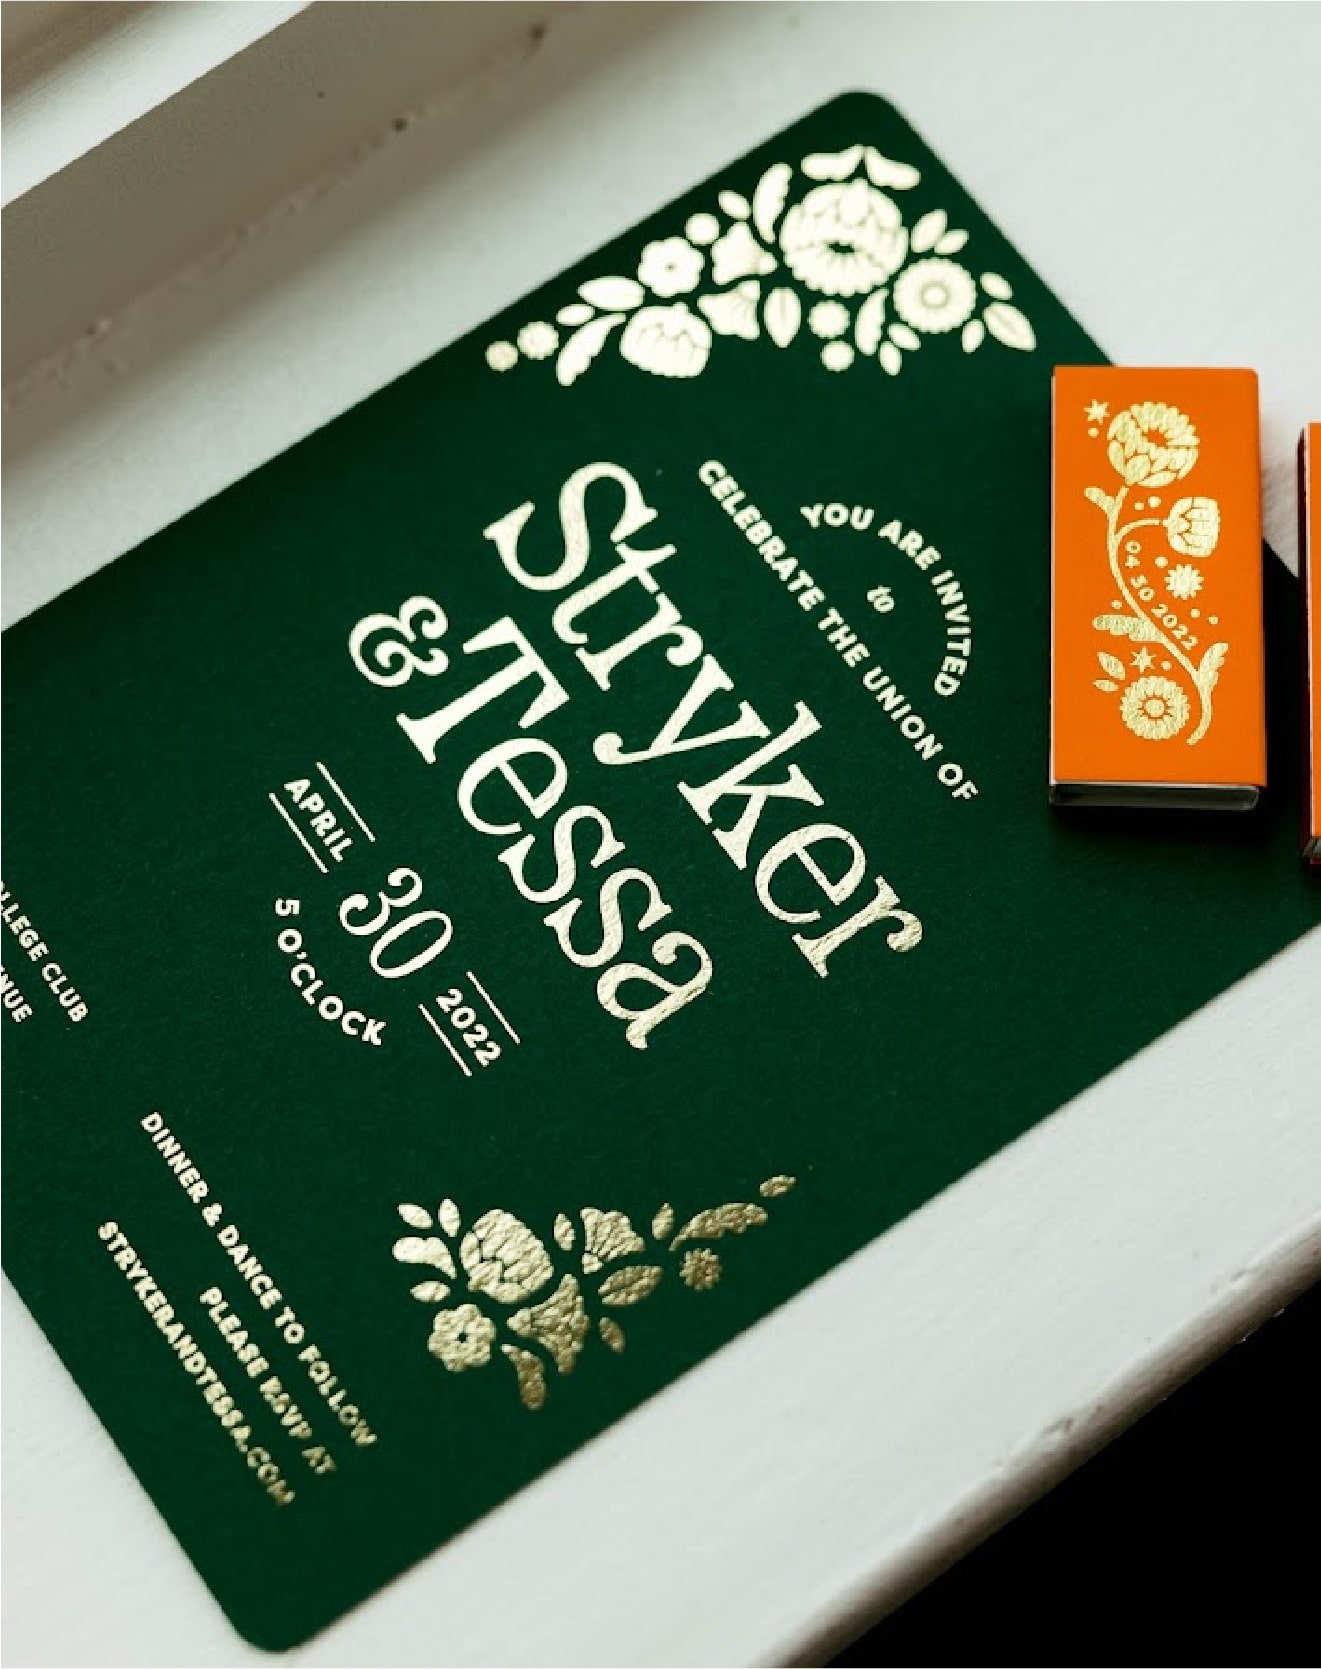 YOU ARE INVITED
to
CELEBRATE THE UNION OF
Stryker
& Tessa
APRIL
30
2022
5 O'CLOCK
CLUB
DINNER & DANCE TO FOLLOW
PLEASE RSVP AT
STRYKERANDTESSA.COM
04 30 2022